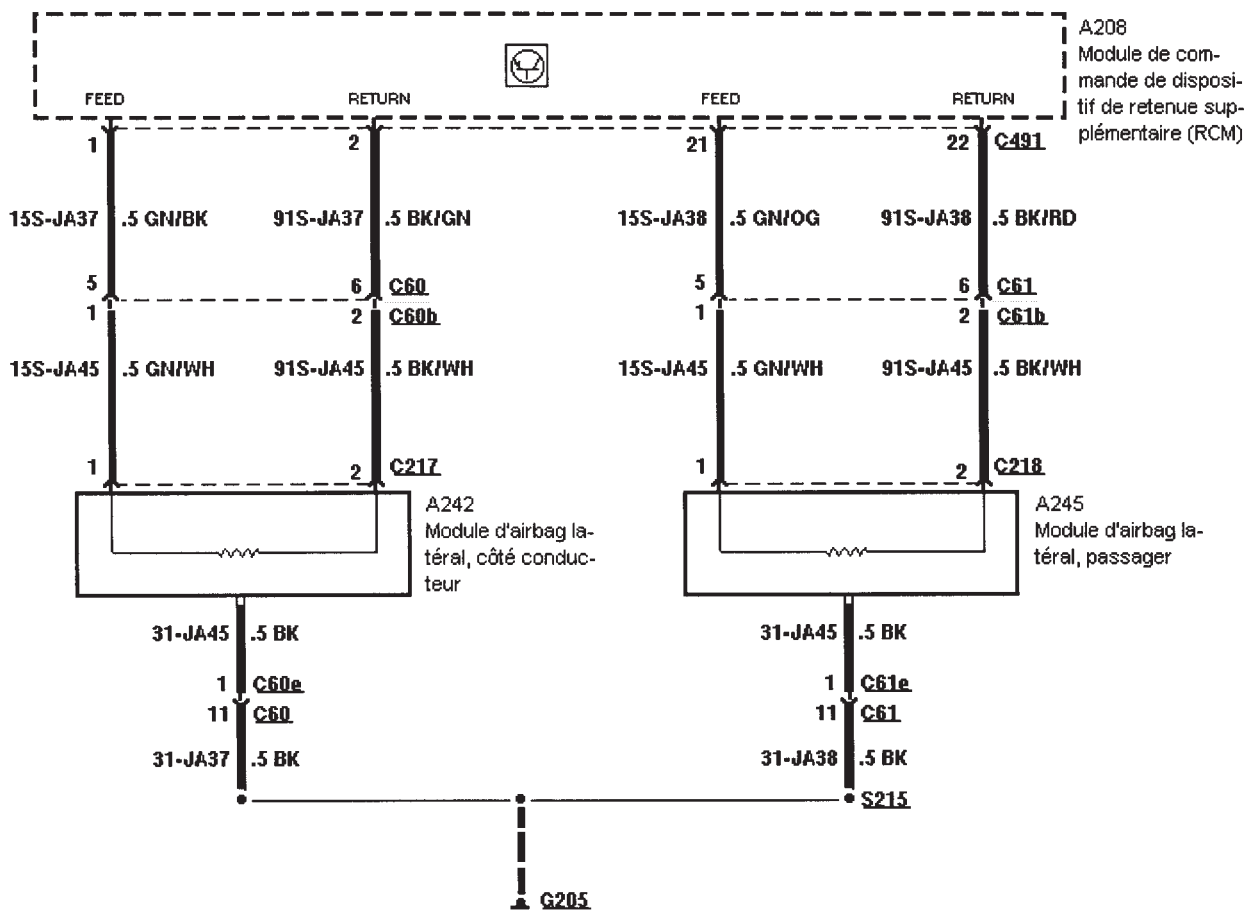 A208
Module de com-
mande de disposi-
tif de retenue sup-
plémentaire (RCM)
FEED RETURN FEED RETURN
1 2 21 22 C491
15S-JA37 .5 GN/BK 91S-JA37 .5 BK/GN 15S-JA38 .5 GN/OG 91S-JA38 .5 BK/RD
5 6 C60 5 6 C61
1 2 C60b 1 2 C61b
15S-JA45 .5 GN/WH 91S-JA45 .5 BK/WH 15S-JA45 .5 GN/WH 91S-JA45 .5 BK/WH
1 2 C217 1 2 C218
A242
Module d'airbag la-
téral, côté conduc-
teur
A245
Module d'airbag la-
téral, passager
31-JA45 .5 BK 31-JA45 .5 BK
1 C60e 1 C61e
11 C60 11 C61
31-JA37 .5 BK 31-JA38 .5 BK
S215
G205